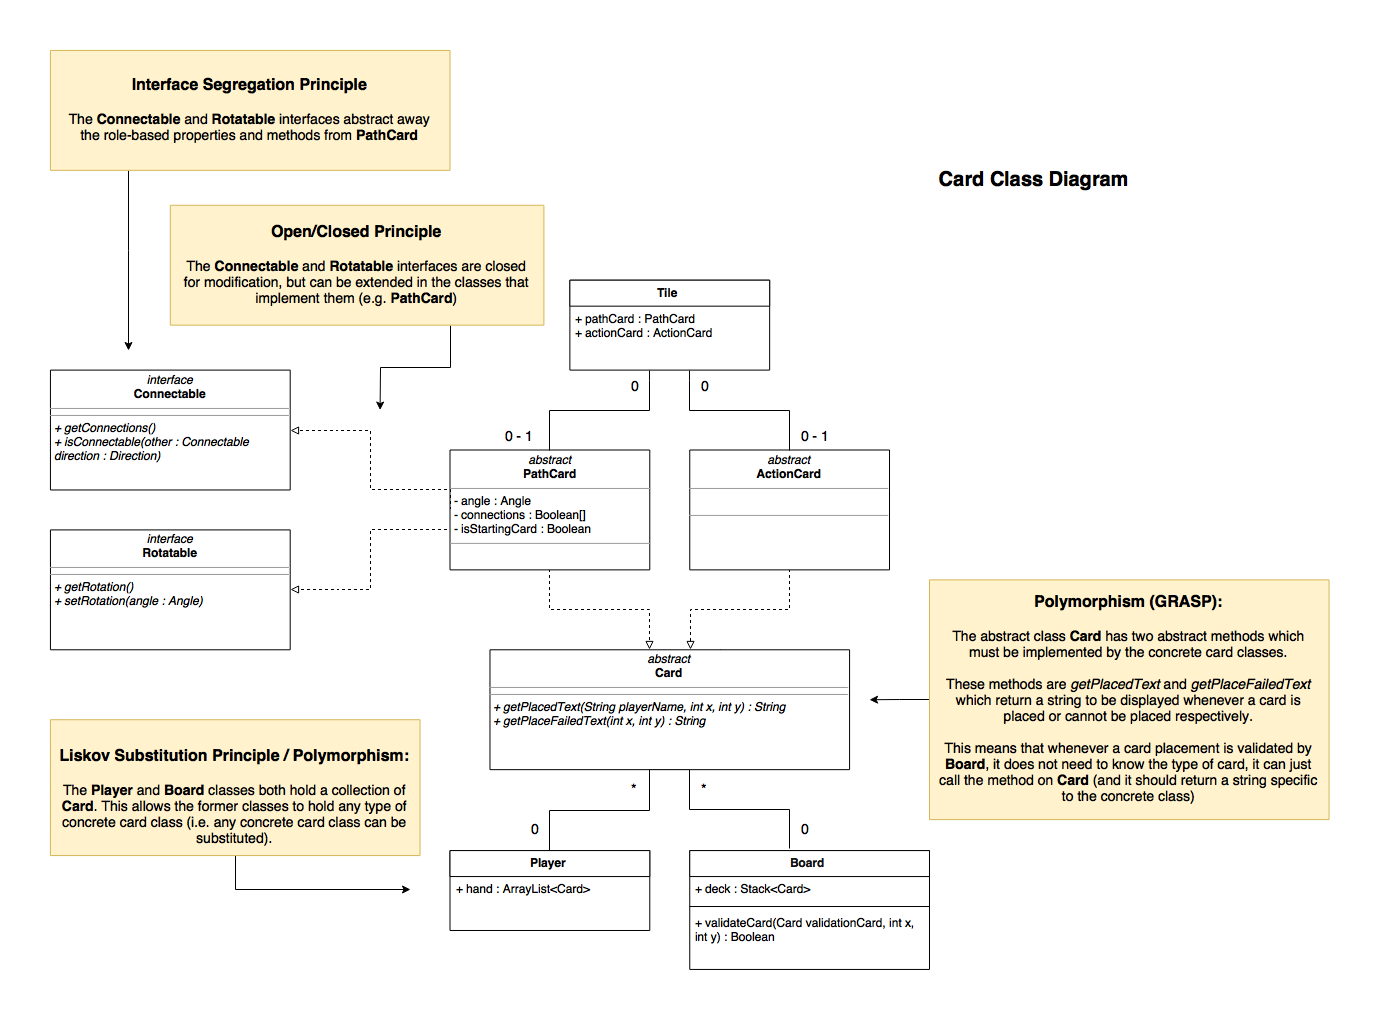 Interface Segregation Principle
The Connectable and Rotatable interfaces abstract away
the role-based properties and methods from PathCard
Card Class Diagram
Open/Closed Principle
The Connectable and Rotatable interfaces are closed
for modification, but can be extended in the classes that
implement them (e.g. PathCard)
Tile
+ pathCard : PathCard
+ actionCard : ActionCard
0
0
0 - 1
0 - 1
interface
Connectable
+ getConnections()
+ isConnectable(other : Connectable
direction : Direction)
abstract
PathCard
- angle : Angle
- connections : Boolean[]
- isStartingCard : Boolean
abstract
ActionCard
interface
Rotatable
+ getRotation()
+ setRotation(angle : Angle)
Polymorphism (GRASP):
The abstract class Card has two abstract methods which
must be implemented by the concrete card classes.
These methods are getPlacedText and getPlaceFailedText
which return a string to be displayed whenever a card is
placed or cannot be placed respectively.
This means that whenever a card placement is validated by
Board, it does not need to know the type of card, it can just
call the method on Card (and it should return a string specific
to the concrete class)
abstract
Card
+ getPlacedText(String playerName, int x, int y) : String
+ getPlaceFailedText(int x, int y) : String
Liskov Substitution Principle / Polymorphism:
The Player and Board classes both hold a collection of
Card. This allows the former classes to hold any type of
concrete card class (i.e. any concrete card class can be
substituted).
*
*
0
0
Player
+ hand : ArrayList<Card>
Board
+ deck : Stack<Card>
+ validateCard(Card validationCard, int x,
int y) : Boolean